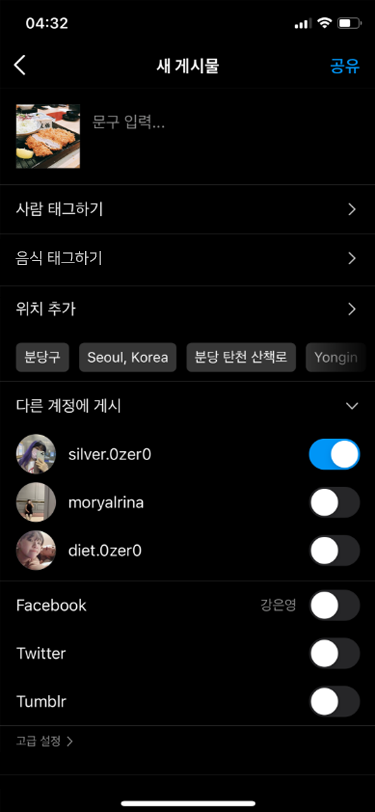 04:32
새 게시물
공유
문구 입력...
사람 태그하기
음식 태그하기
위치 추가
분당구
Seoul, Korea
분당 탄천 산책로
Yongin
다른 계정에 게시
silver.0zer0
moryalrina
diet.0zer0
Facebook
강은영
Twitter
Tumblr
고급 설정